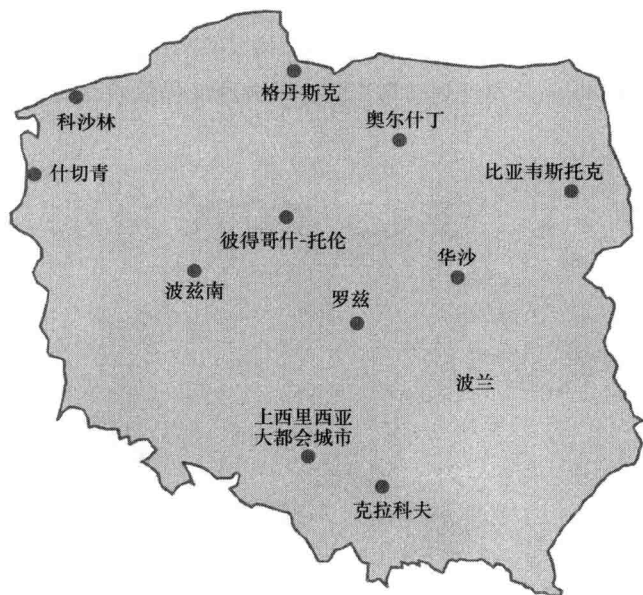 格丹斯克
科沙林
奥尔什丁
什切青
比亚韦斯托克
彼得哥什-托伦
华沙
波兹南
罗兹
波兰
上西里西亚
大都会城市
克拉科夫